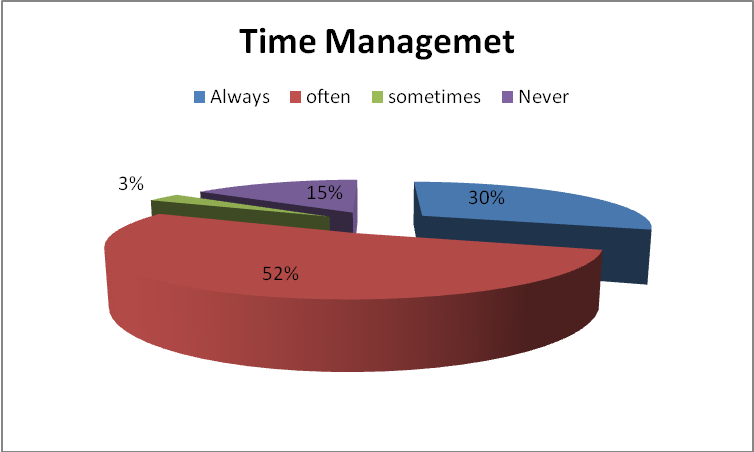 Time Managemet
Always often sometimes Never
3%
15%
30%
52%